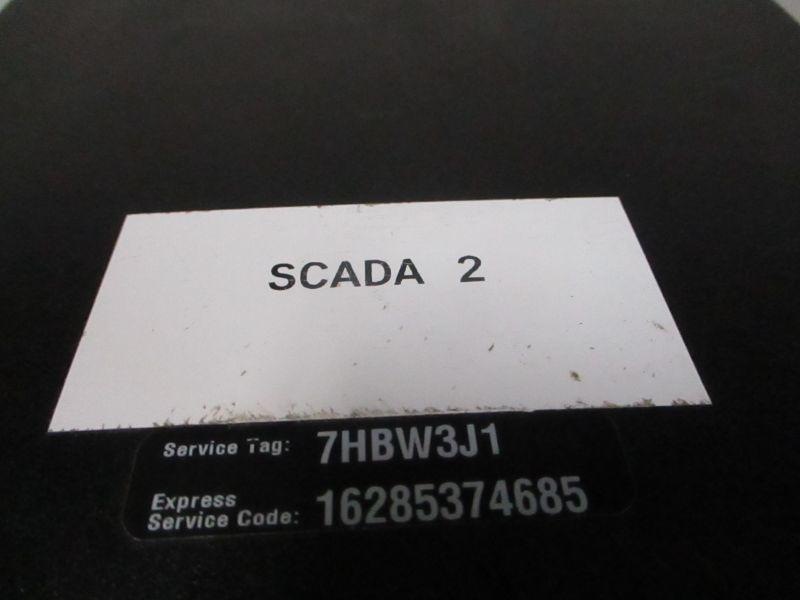 SCADA 2
Service Tag: 7HBW3J1
Express
Service Code: 16285374685